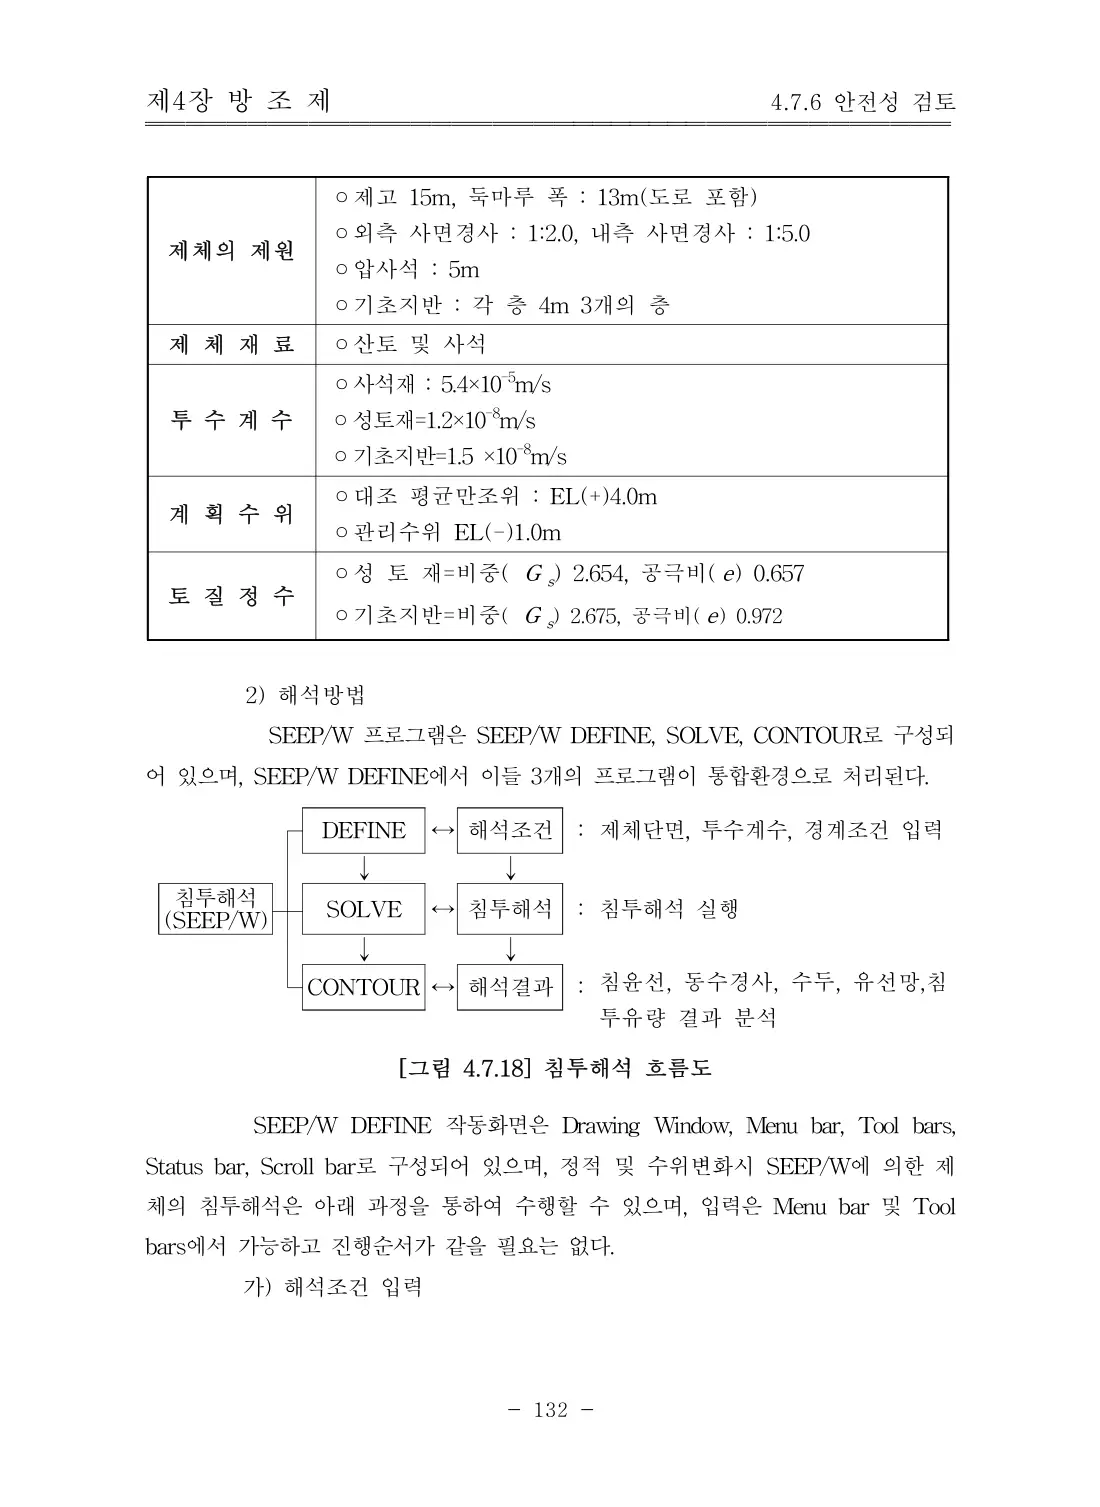 제4장 방 조 제
4.7.6 안전성 검토
제체의 제원
○제고 15m, 둑마루 폭 : 13m(도로 포함)
○외측 사면경사 : 1:2.0, 내측 사면경사 : 1:5.0
○압사석 : 5m
○기초지반 : 각 층 4m 3개의 층
제 체 재 료
○산토 및 사석
투 수 계 수
○사석재 : 5.4×10⁻⁵m/s
○성토재=1.2×10⁻⁸m/s
○기초지반=1.5 ×10⁻⁸m/s
계 획 수 위
○대조 평균만조위 : EL(+)4.0m
○관리수위 EL(-)1.0m
토 질 정 수
○성 토 재=비중( Gₛ) 2.654, 공극비( e) 0.657
○기초지반=비중( Gₛ) 2.675, 공극비( e) 0.972
2) 해석방법
SEEP/W 프로그램은 SEEP/W DEFINE, SOLVE, CONTOUR로 구성되
어 있으며, SEEP/W DEFINE에서 이들 3개의 프로그램이 통합환경으로 처리된다.
DEFINE ↔ 해석조건 : 제체단면, 투수계수, 경계조건 입력
↓ ↓
침투해석
(SEEP/W)
SOLVE ↔ 침투해석 : 침투해석 실행
↓ ↓
CONTOUR ↔ 해석결과 : 침윤선, 동수경사, 수두, 유선망,침
투유량 결과 분석
[그림 4.7.18] 침투해석 흐름도
SEEP/W DEFINE 작동화면은 Drawing Window, Menu bar, Tool bars,
Status bar, Scroll bar로 구성되어 있으며, 정적 및 수위변화시 SEEP/W에 의한 제
체의 침투해석은 아래 과정을 통하여 수행할 수 있으며, 입력은 Menu bar 및 Tool
bars에서 가능하고 진행순서가 같을 필요는 없다.
가) 해석조건 입력
- 132 -